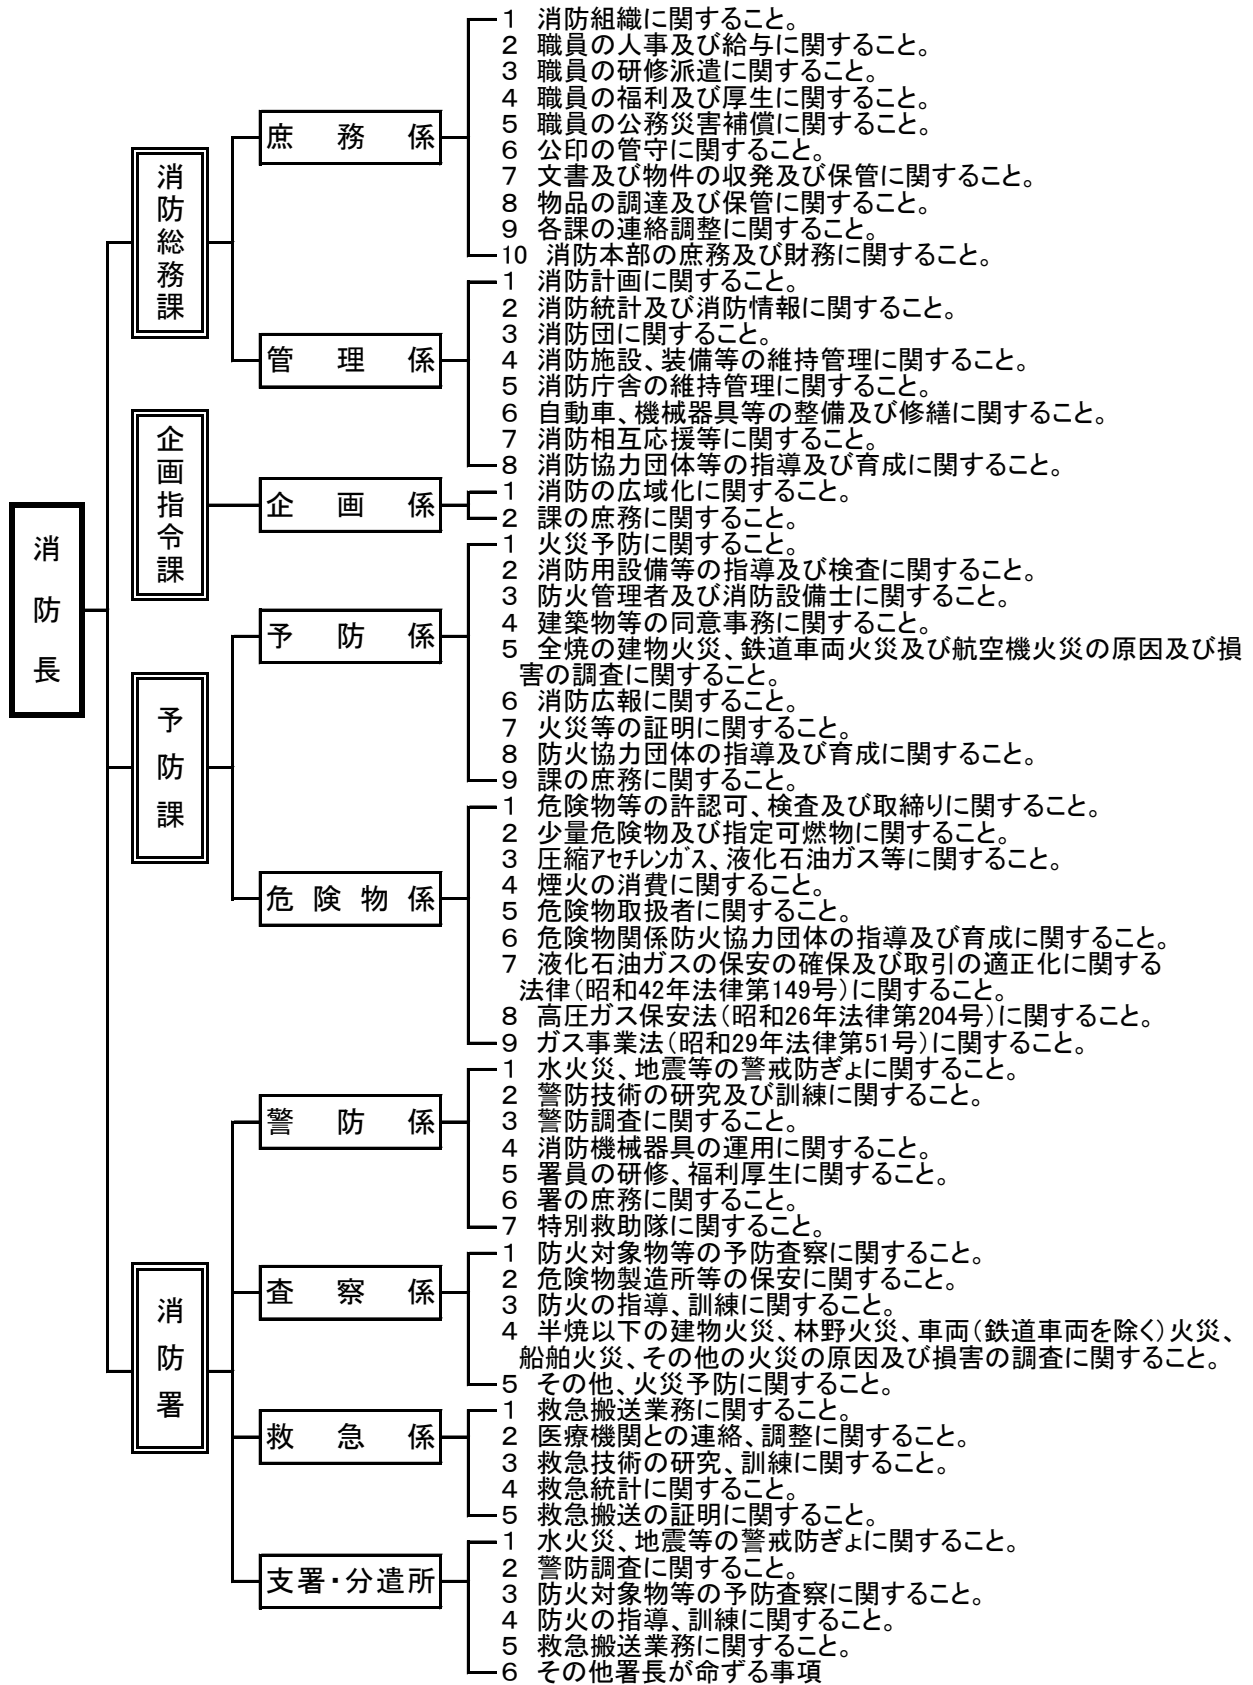 消防長
消防総務課
庶務係
1 消防組織に関すること。
2 職員の人事及び給与に関すること。
3 職員の研修派遣に関すること。
4 職員の福利及び厚生に関すること。
5 職員の公務災害補償に関すること。
6 公印の管守に関すること。
7 文書及び物件の収発及び保管に関すること。
8 物品の調達及び保管に関すること。
9 各課の連絡調整に関すること。
10 消防本部の庶務及び財務に関すること。
管理係
1 消防計画に関すること。
2 消防統計及び消防情報に関すること。
3 消防団に関すること。
4 消防施設、装備等の維持管理に関すること。
5 消防庁舎の維持管理に関すること。
6 自動車、機械器具等の整備及び修繕に関すること。
7 消防相互応援等に関すること。
8 消防協力団体等の指導及び育成に関すること。
企画指令課
企画係
1 消防の広域化に関すること。
2 課の庶務に関すること。
予防課
予防係
1 火災予防に関すること。
2 消防用設備等の指導及び検査に関すること。
3 防火管理者及び消防設備士に関すること。
4 建築物等の同意事務に関すること。
5 全焼の建物火災、鉄道車両火災及び航空機火災の原因及び損
害の調査に関すること。
6 消防広報に関すること。
7 火災等の証明に関すること。
8 防火協力団体の指導及び育成に関すること。
9 課の庶務に関すること。
危険物係
1 危険物等の許認可、検査及び取締りに関すること。
2 少量危険物及び指定可燃物に関すること。
3 圧縮アセチレンガス、液化石油ガス等に関すること。
4 煙火の消費に関すること。
5 危険物取扱者に関すること。
6 危険物関係防火協力団体の指導及び育成に関すること。
7 液化石油ガスの保安の確保及び取引の適正化に関する
法律(昭和42年法律第149号)に関すること。
8 高圧ガス保安法(昭和26年法律第204号)に関すること。
9 ガス事業法(昭和29年法律第51号)に関すること。
消防署
警防係
1 水火災、地震等の警戒防ぎょに関すること。
2 警防技術の研究及び訓練に関すること。
3 警防調査に関すること。
4 消防機械器具の運用に関すること。
5 署員の研修、福利厚生に関すること。
6 署の庶務に関すること。
7 特別救助隊に関すること。
査察係
1 防火対象物等の予防査察に関すること。
2 危険物製造所等の保安に関すること。
3 防火の指導、訓練に関すること。
4 半焼以下の建物火災、林野火災、車両(鉄道車両を除く)火災、
船舶火災、その他の火災の原因及び損害の調査に関すること。
5 その他、火災予防に関すること。
救急係
1 救急搬送業務に関すること。
2 医療機関との連絡、調整に関すること。
3 救急技術の研究、訓練に関すること。
4 救急統計に関すること。
5 救急搬送の証明に関すること。
支署・分遣所
1 水火災、地震等の警戒防ぎょに関すること。
2 警防調査に関すること。
3 防火対象物等の予防査察に関すること。
4 防火の指導、訓練に関すること。
5 救急搬送業務に関すること。
6 その他署長が命ずる事項